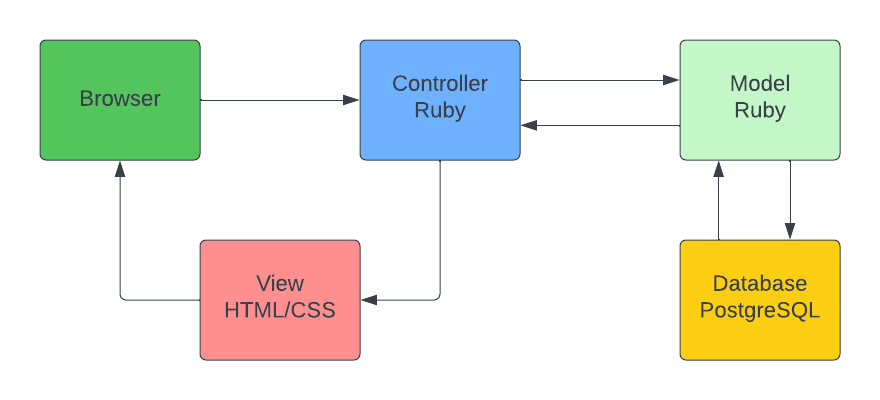 Browser
Controller
Ruby
Model
Ruby
View
HTML/CSS
Database
PostgreSQL